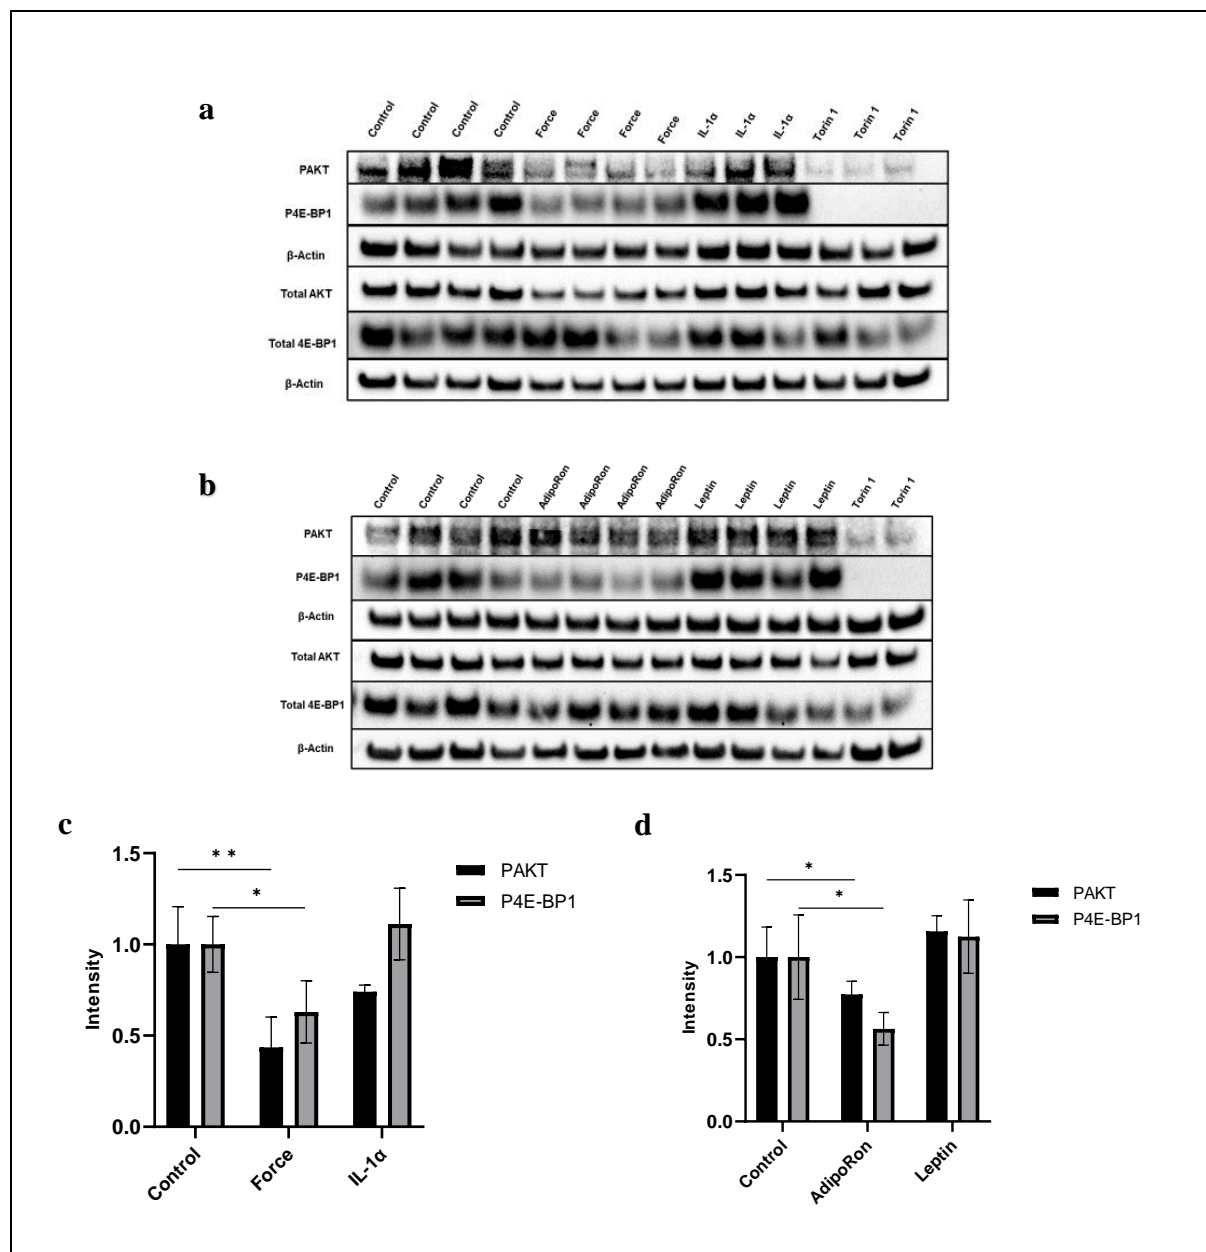 a
Control Control Control Control Force Force Force Force IL-1α IL-1α IL-1α Torin 1 Torin 1 Torin 1
PAKT
P4E-BP1
β-Actin
Total AKT
Total 4E-BP1
β-Actin
b
Control Control Control Control AdipoRon AdipoRon AdipoRon AdipoRon Leptin Leptin Leptin Leptin Torin 1 Torin 1
PAKT
P4E-BP1
β-Actin
Total AKT
Total 4E-BP1
β-Actin
c
1.5
1.0
0.5
0.0
Intensity
* *
*
PAKT
P4E-BP1
Control Force IL-1α
d
1.5
1.0
0.5
0.0
Intensity
*
*
PAKT
P4E-BP1
Control AdipoRon Leptin